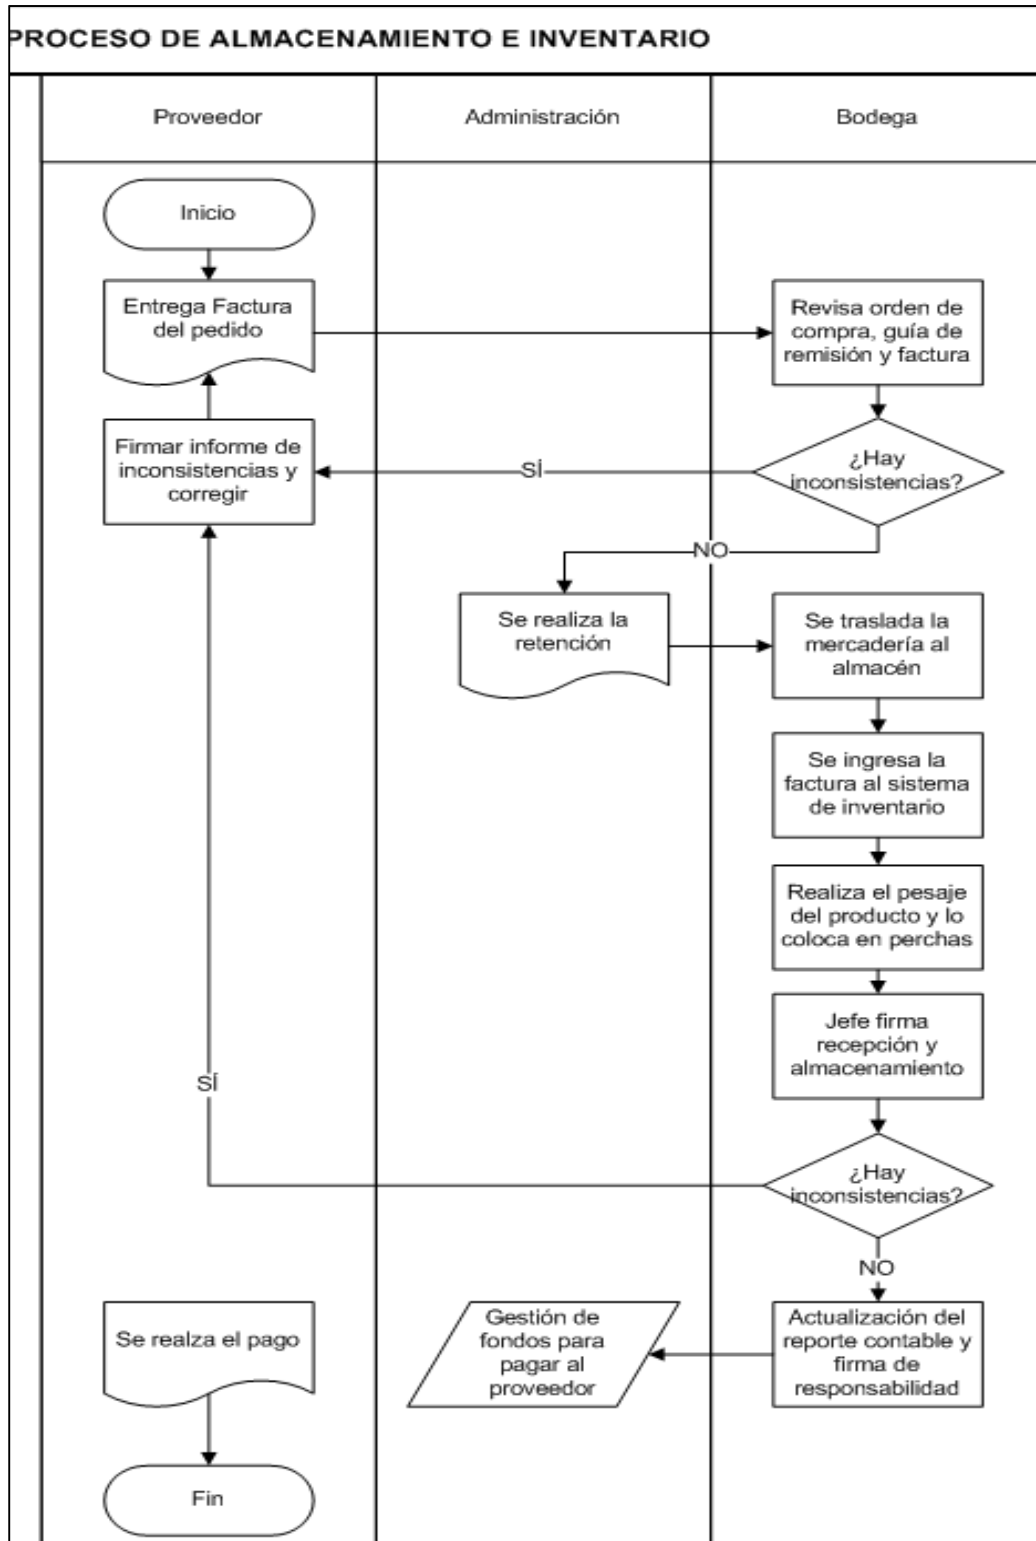 PROCESO DE ALMACENAMIENTO E INVENTARIO
Proveedor
Administración
Bodega
Inicio
Entrega Factura
del pedido
Revisa orden de
compra, guía de
remisión y factura
Firmar informe de
inconsistencias y
corregir
SÍ
¿Hay
inconsistencias?
NO
Se realiza la
retención
Se traslada la
mercadería al
almacén
Se ingresa la
factura al sistema
de inventario
Realiza el pesaje
del producto y lo
coloca en perchas
Jefe firma
recepción y
almacenamiento
SÍ
¿Hay
inconsistencias?
NO
Se realza el pago
Gestión de
fondos para
pagar al
proveedor
Actualización del
reporte contable y
firma de
responsabilidad
Fin